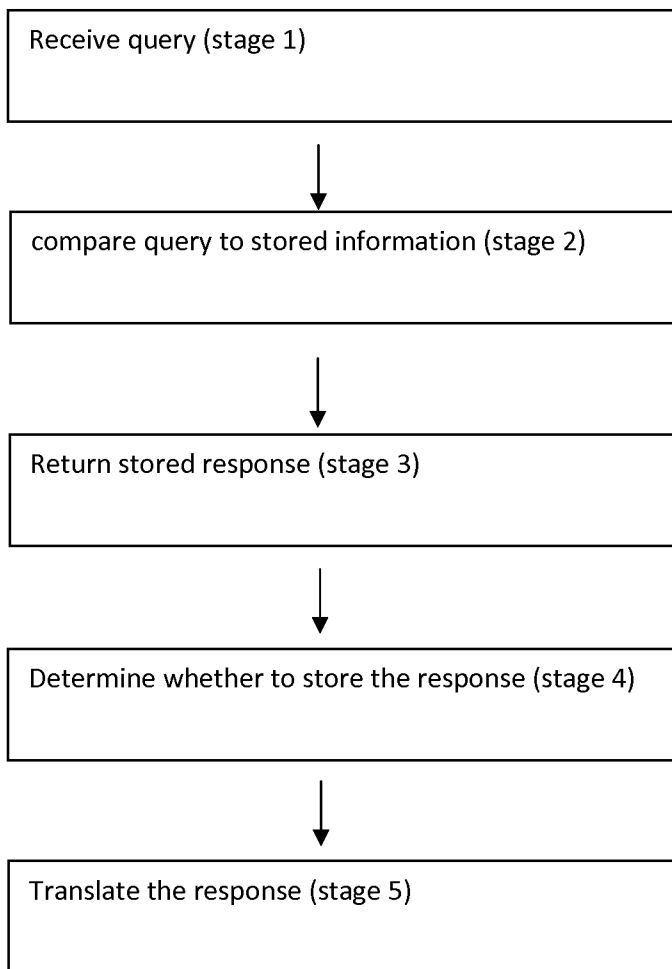 Receive query (stage 1)
compare query to stored information (stage 2)
Return stored response (stage 3)
Determine whether to store the response (stage 4)
Translate the response (stage 5)